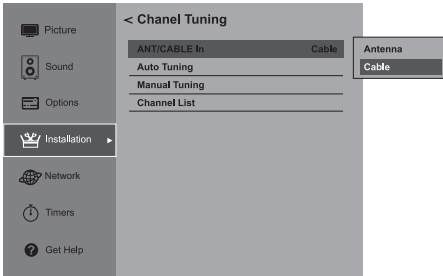 Picture
Sound
Options
Installation
Network
Timers
Get Help
< Chanel Tuning
ANT/CABLE In Cable
Auto Tuning
Manual Tuning
Channel List
Antenna
Cable